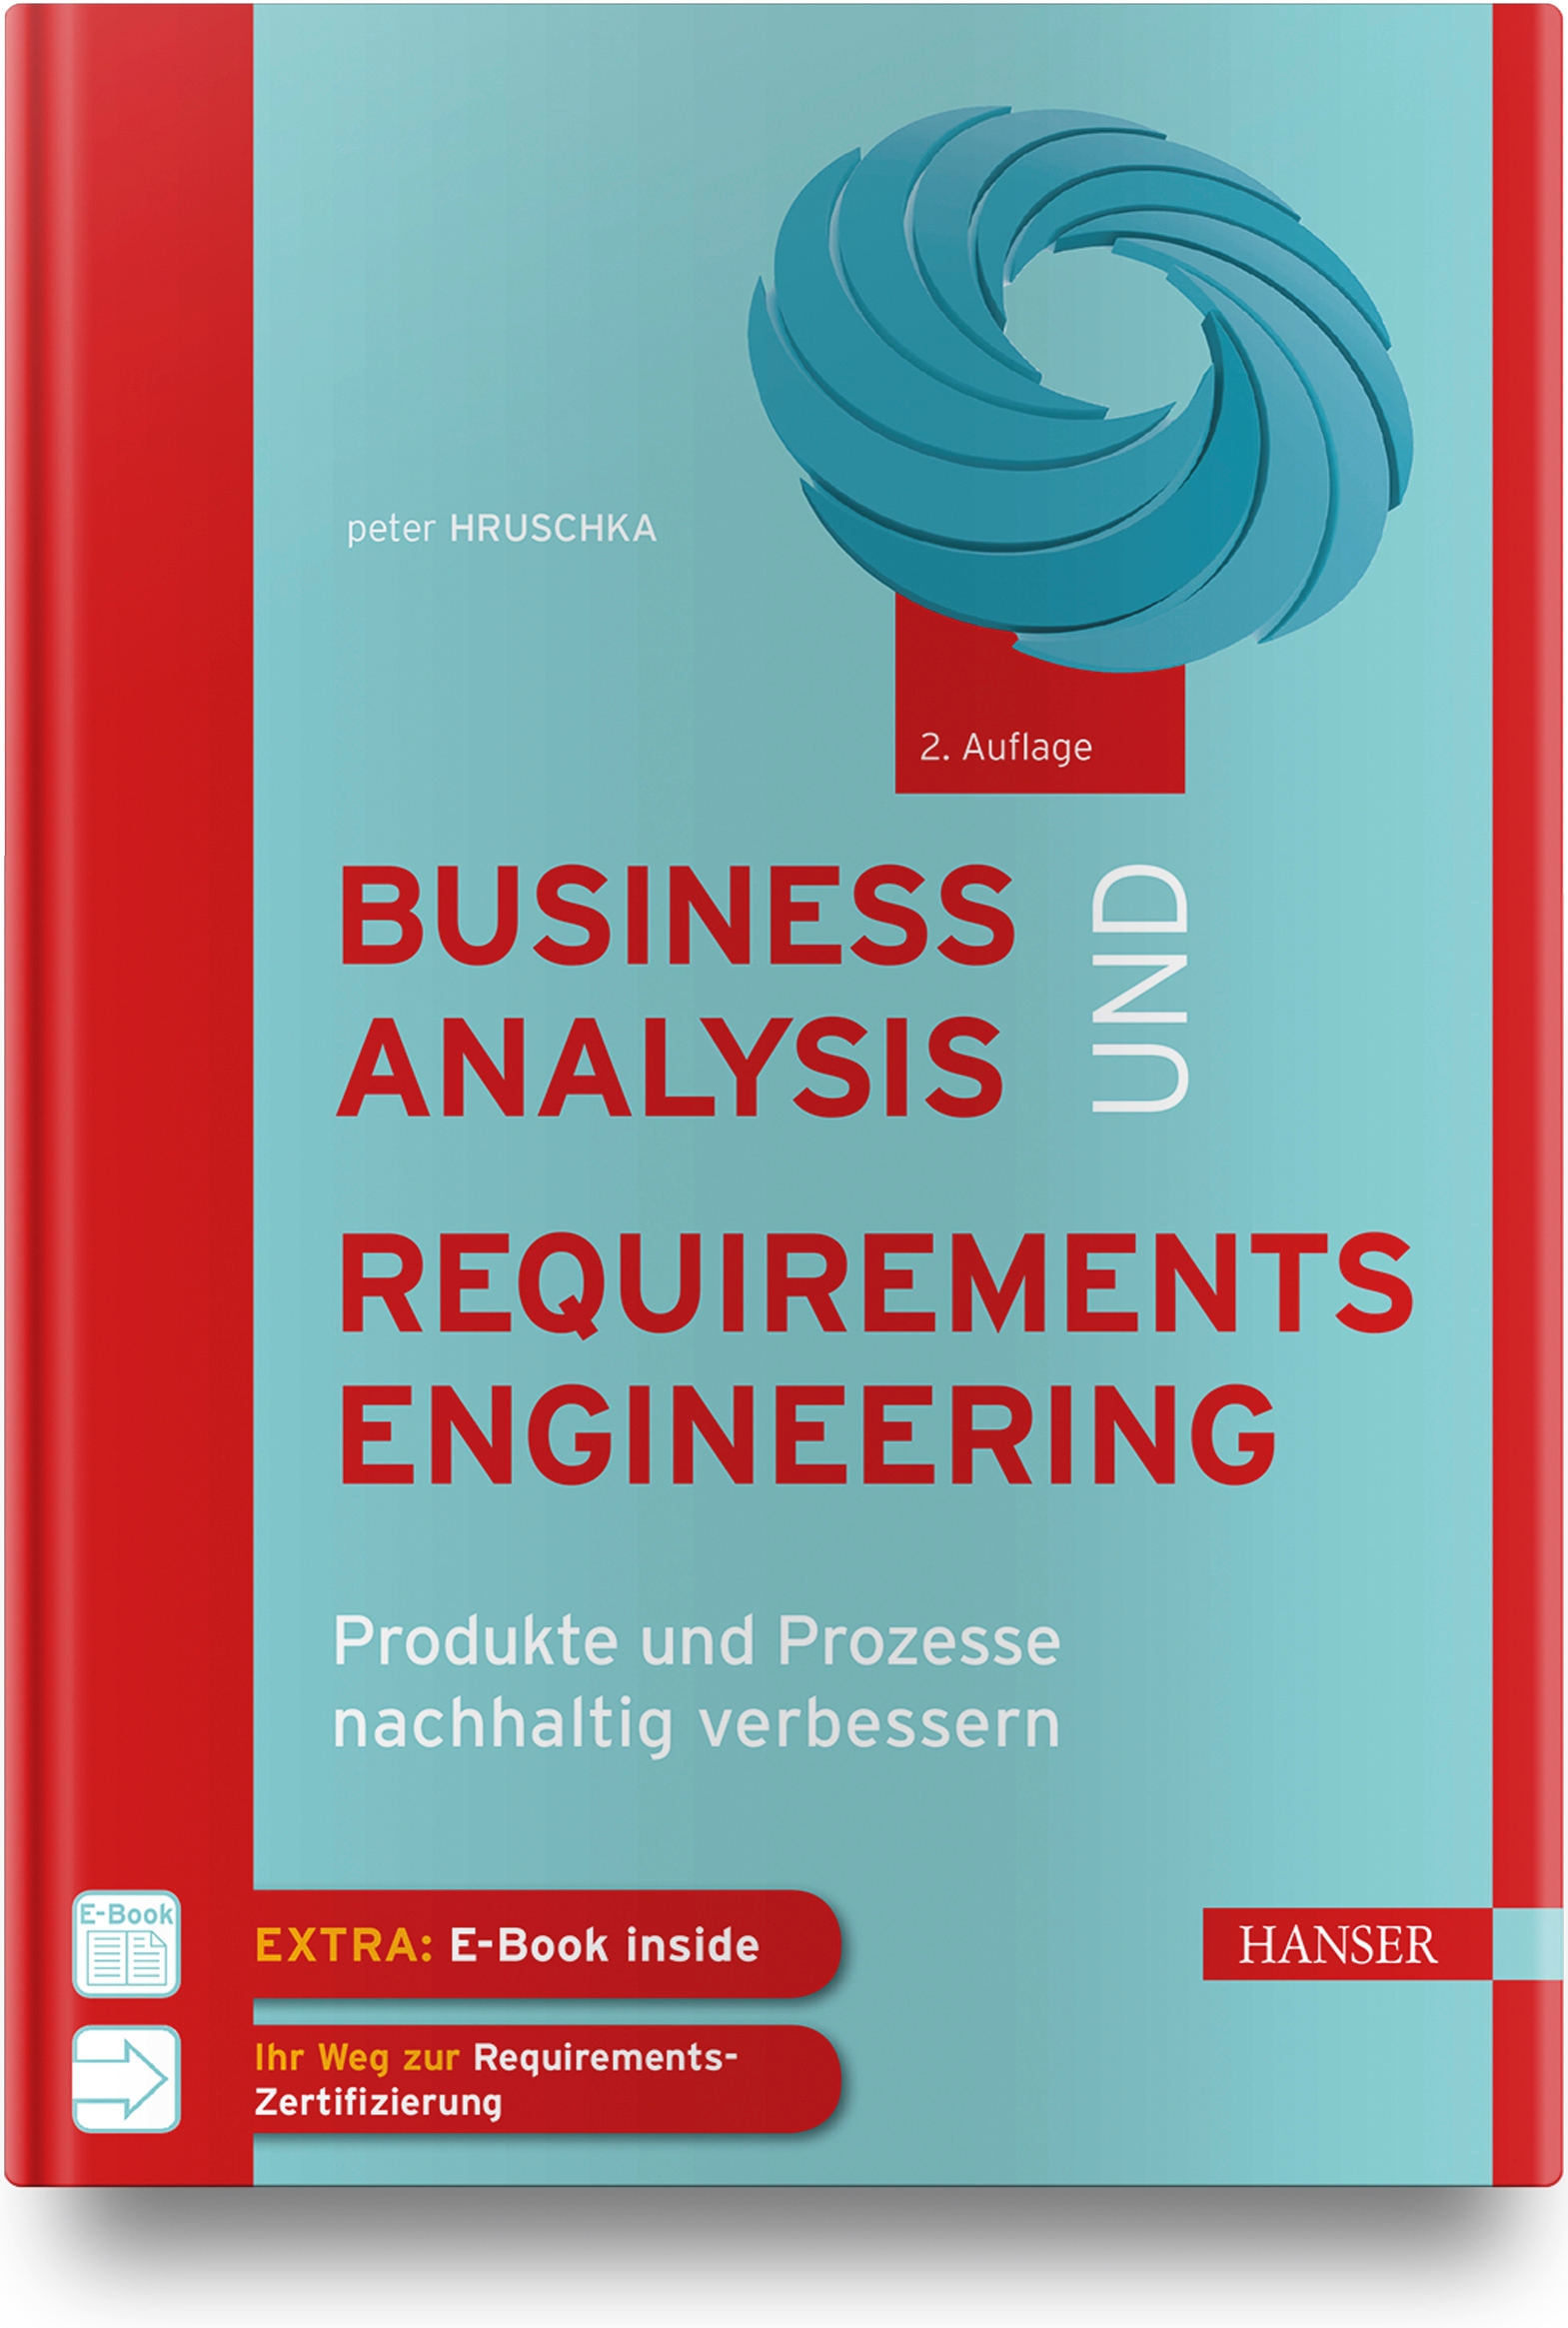 peter HRUSCHKA
2. Auflage
BUSINESS
ANALYSIS
UND
REQUIREMENTS
ENGINEERING
Produkte und Prozesse
nachhaltig verbessern
E-Book
EXTRA: E-Book inside
HANSER
Ihr Weg zur Requirements-
Zertifizierung